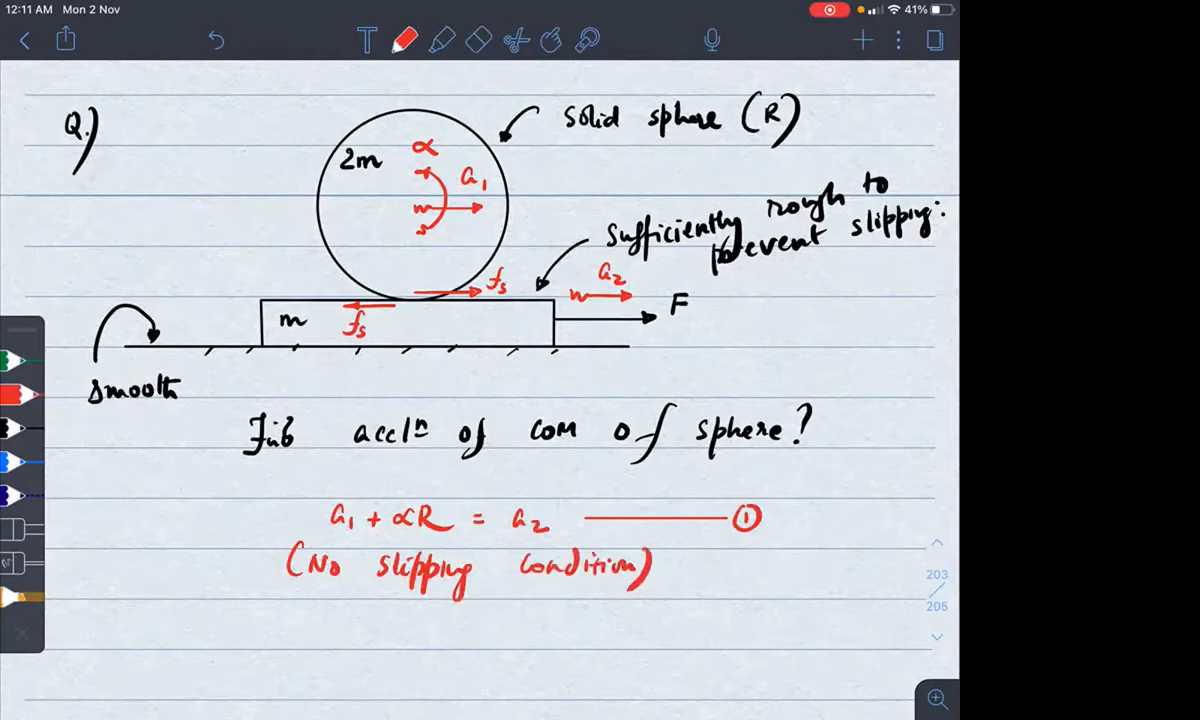 12:11 AM Mon 2 Nov
41%
T
Q.)
Solid sphere (R)
2m
α
a1
Sufficiently rough to
prevent slipping:
a2
fs
F
m
fs
Smooth
accln of com of sphere?
a1 + αR = a2 ——— ①
(No slipping condition)
203
205